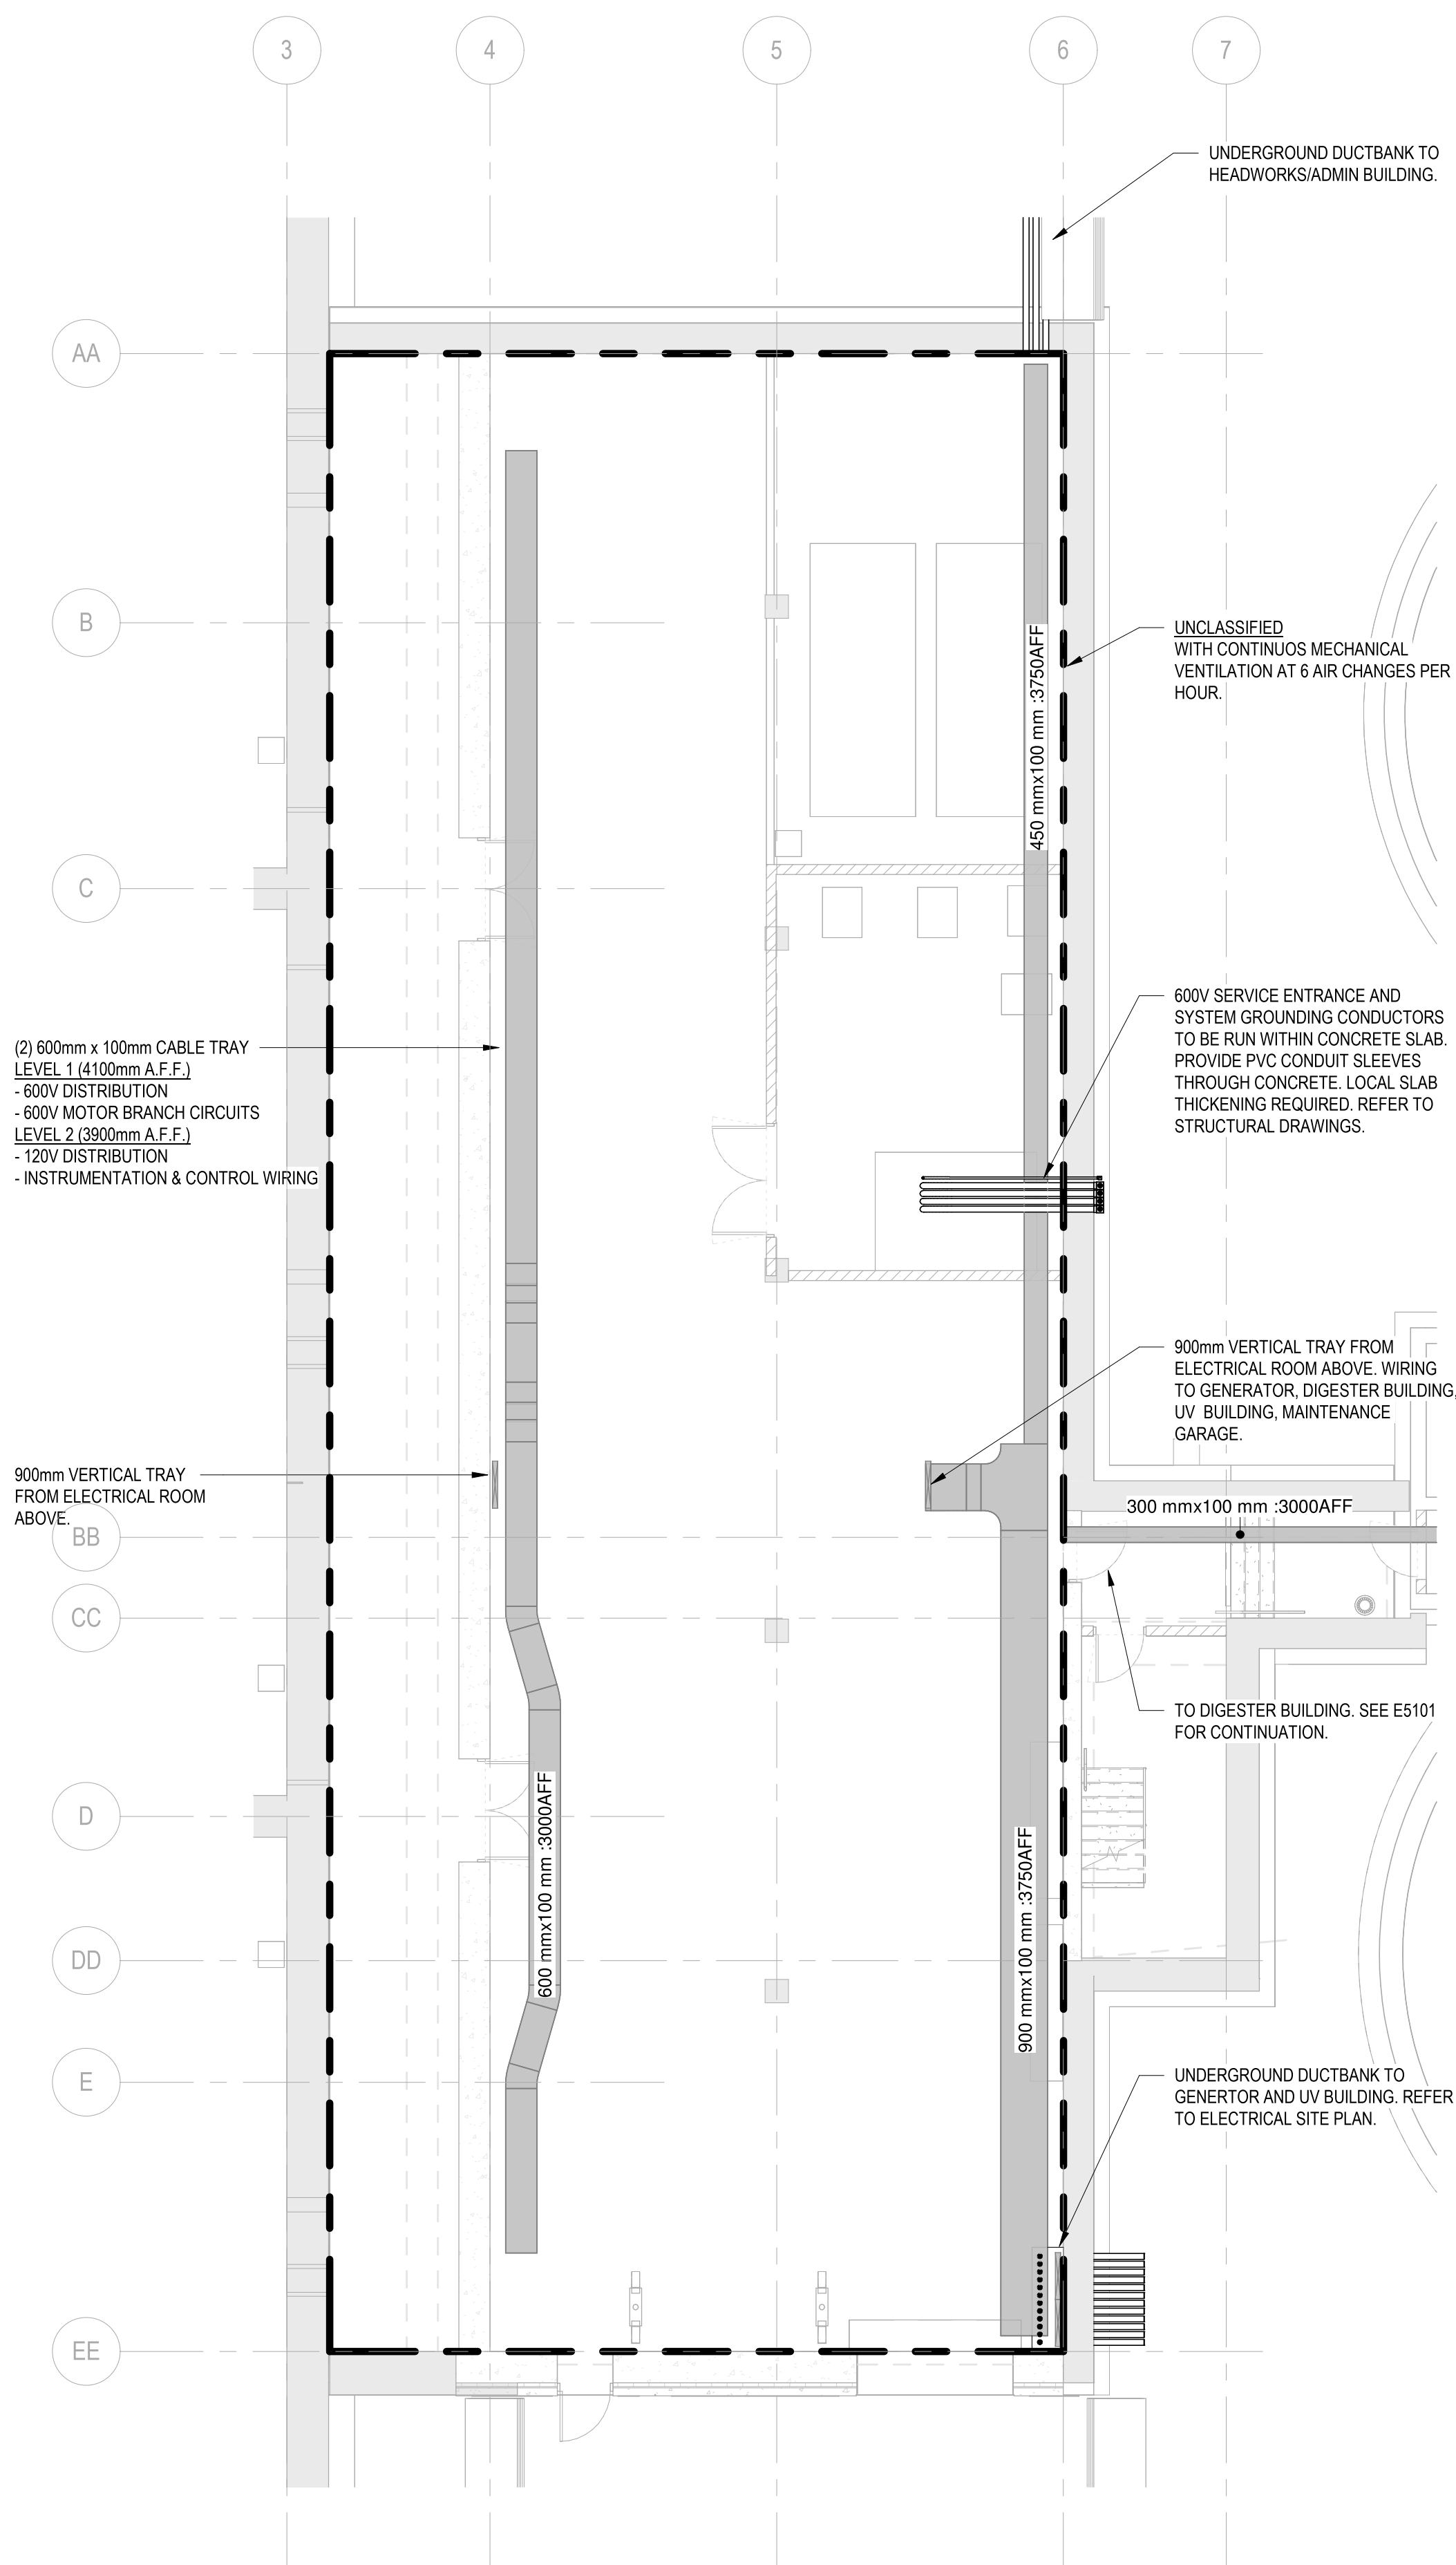 3
4
5
6
7
UNDERGROUND DUCTBANK TO
HEADWORKS/ADMIN BUILDING.
AA
B
UNCLASSIFIED
WITH CONTINUOS MECHANICAL
VENTILATION AT 6 AIR CHANGES PER
HOUR.
450 mmx100 mm :3750AFF
C
600V SERVICE ENTRANCE AND
SYSTEM GROUNDING CONDUCTORS
TO BE RUN WITHIN CONCRETE SLAB.
PROVIDE PVC CONDUIT SLEEVES
THROUGH CONCRETE. LOCAL SLAB
THICKENING REQUIRED. REFER TO
STRUCTURAL DRAWINGS.
(2) 600mm x 100mm CABLE TRAY
LEVEL 1 (4100mm A.F.F.)
- 600V DISTRIBUTION
- 600V MOTOR BRANCH CIRCUITS
LEVEL 2 (3900mm A.F.F.)
- 120V DISTRIBUTION
- INSTRUMENTATION & CONTROL WIRING
900mm VERTICAL TRAY FROM
ELECTRICAL ROOM ABOVE. WIRING
TO GENERATOR, DIGESTER BUILDING,
UV BUILDING, MAINTENANCE
GARAGE.
900mm VERTICAL TRAY
FROM ELECTRICAL ROOM
ABOVE.
300 mmx100 mm :3000AFF
BB
CC
TO DIGESTER BUILDING. SEE E5101
FOR CONTINUATION.
D
600 mmx100 mm :3000AFF
900 mmx100 mm :3750AFF
DD
E
UNDERGROUND DUCTBANK TO
GENERTOR AND UV BUILDING. REFER
TO ELECTRICAL SITE PLAN.
EE